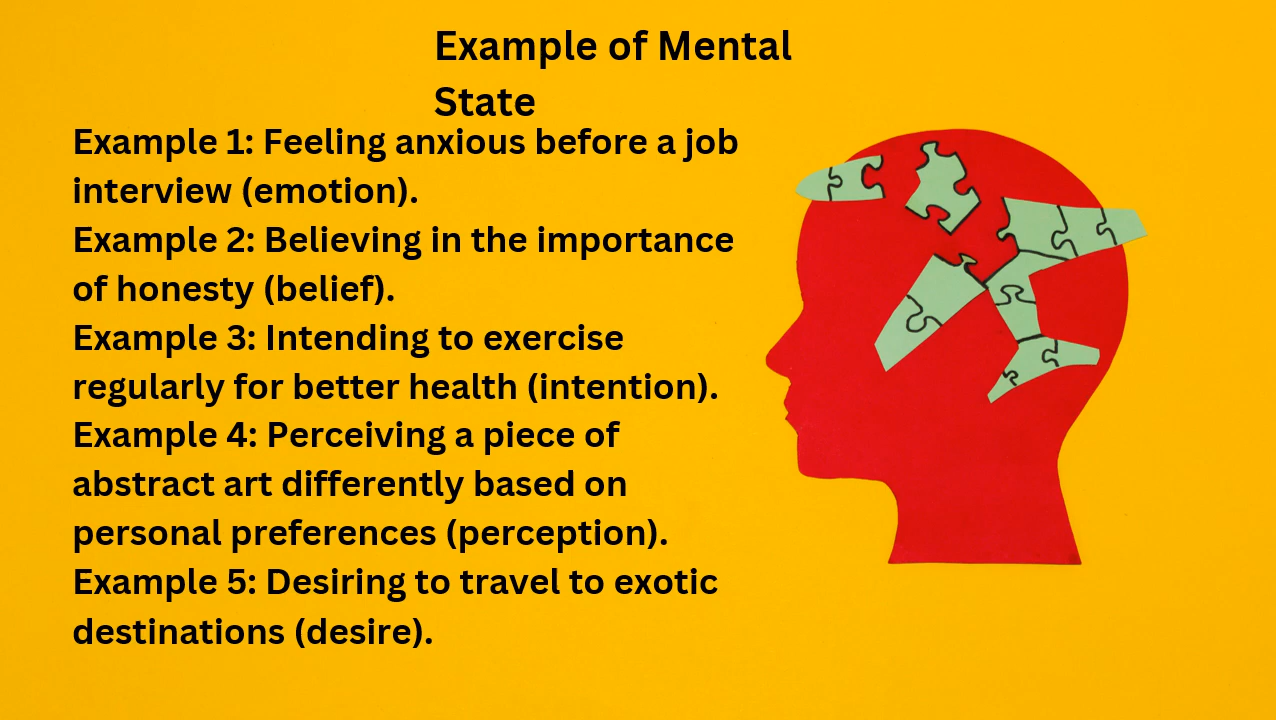 Example of Mental
State
Example 1: Feeling anxious before a job
interview (emotion).
Example 2: Believing in the importance
of honesty (belief).
Example 3: Intending to exercise
regularly for better health (intention).
Example 4: Perceiving a piece of
abstract art differently based on
personal preferences (perception).
Example 5: Desiring to travel to exotic
destinations (desire).